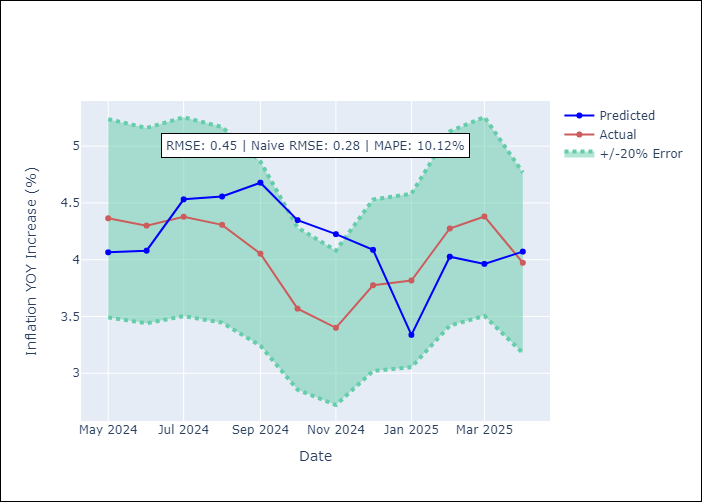 Predicted
Actual
+/-20% Error
RMSE: 0.45 | Naive RMSE: 0.28 | MAPE: 10.12%
Inflation YOY Increase (%)
5
4.5
4
3.5
3
May 2024
Jul 2024
Sep 2024
Nov 2024
Jan 2025
Mar 2025
Date